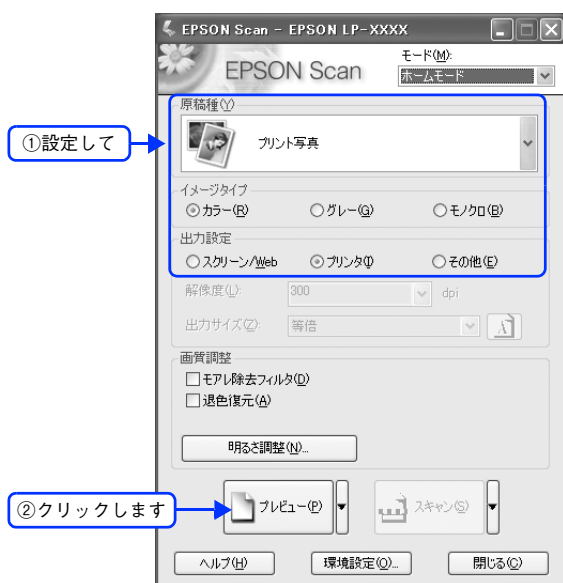 EPSON Scan - EPSON LP-XXXX
EPSON Scan
モード(M):
ホームモード
原稿種(Y)
①設定して
プリント写真
イメージタイプ
カラー(R) グレー(G) モノクロ(B)
出力設定
スクリーン/Web プリンタ(I) その他(E)
解像度(L): 300 dpi
出力サイズ(Z): 等倍 A
画質調整
モアレ除去フィルタ(D)
退色復元(A)
明るさ調整(N)...
②クリックします
プレビュー(P) スキャン(S)
ヘルプ(H) 環境設定(O)... 閉じる(C)